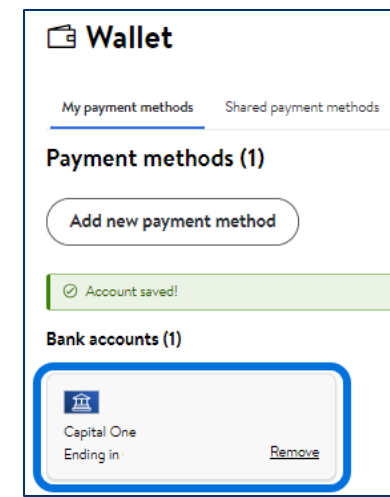 Wallet
My payment methods Shared payment methods
Payment methods (1)
Add new payment method
Account saved!
Bank accounts (1)
Capital One
Ending in
Remove